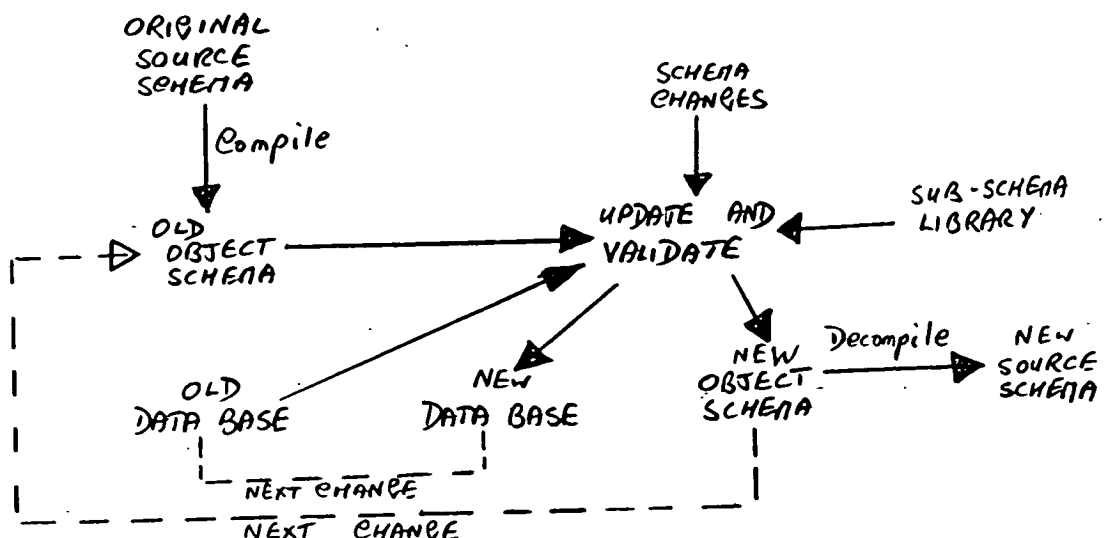 ORIGINAL
SOURCE
SCHEMA
Compile
SCHEMA
CHANGES
OLD
OBJECT
SCHEMA
UPDATE AND
VALIDATE
SUB-SCHEMA
LIBRARY
OLD
DATA BASE
NEW
DATA BASE
NEW
OBJECT
SCHEMA
Decompile
NEW
SOURCE
SCHEMA
NEXT CHANGE
NEXT CHANGE